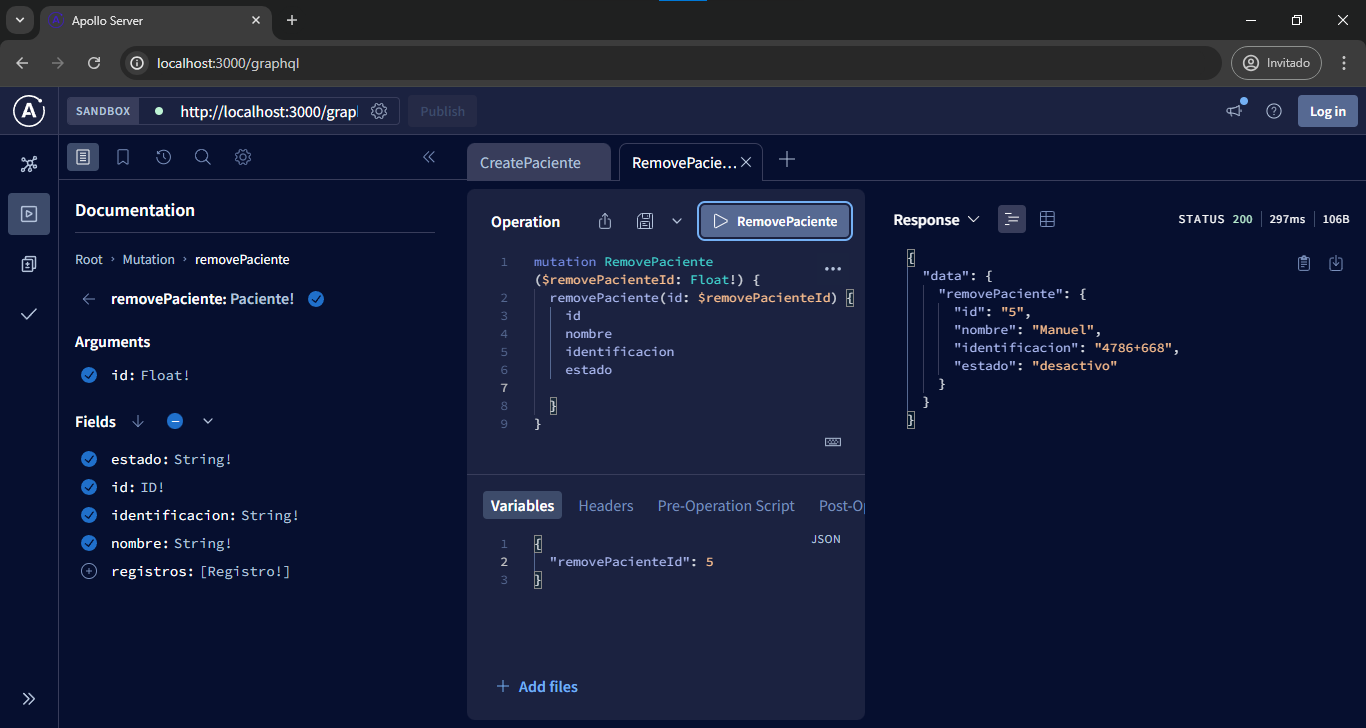 Apollo Server
localhost:3000/graphql
Invitado
SANDBOX
http://localhost:3000/grap
Publish
Log in
Documentation
Root › Mutation › removePaciente
removePaciente: Paciente!
Arguments
id: Float!
Fields
estado: String!
id: ID!
identificacion: String!
nombre: String!
registros: [Registro!]
CreatePaciente
RemovePacie...
Operation
RemovePaciente
1 mutation RemovePaciente
($removePacienteId: Float!) {
2 removePaciente(id: $removePacienteId) {
3 id
4 nombre
5 identificacion
6 estado
7
8 }
9 }
Variables Headers Pre-Operation Script Post-Op
JSON
1 {
2 "removePacienteId": 5
3 }
Add files
Response
STATUS 200 297ms 106B
{
"data": {
"removePaciente": {
"id": "5",
"nombre": "Manuel",
"identificacion": "4786+668",
"estado": "desactivo"
}
}
}